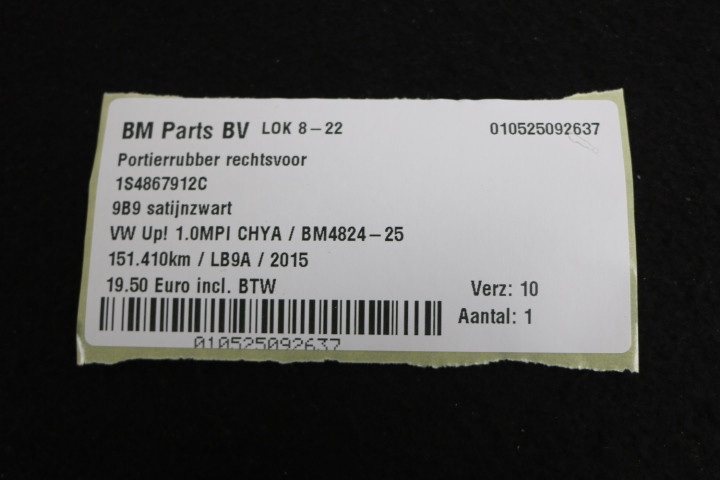 BM Parts BV LOK 8-22 010525092637
Portierrubber rechtsvoor
1S4867912C
9B9 satijnzwart
VW Up! 1.0MPI CHYA / BM4824-25
151.410km / LB9A / 2015
19.50 Euro incl. BTW Verz: 10
Aantal: 1
010525092637